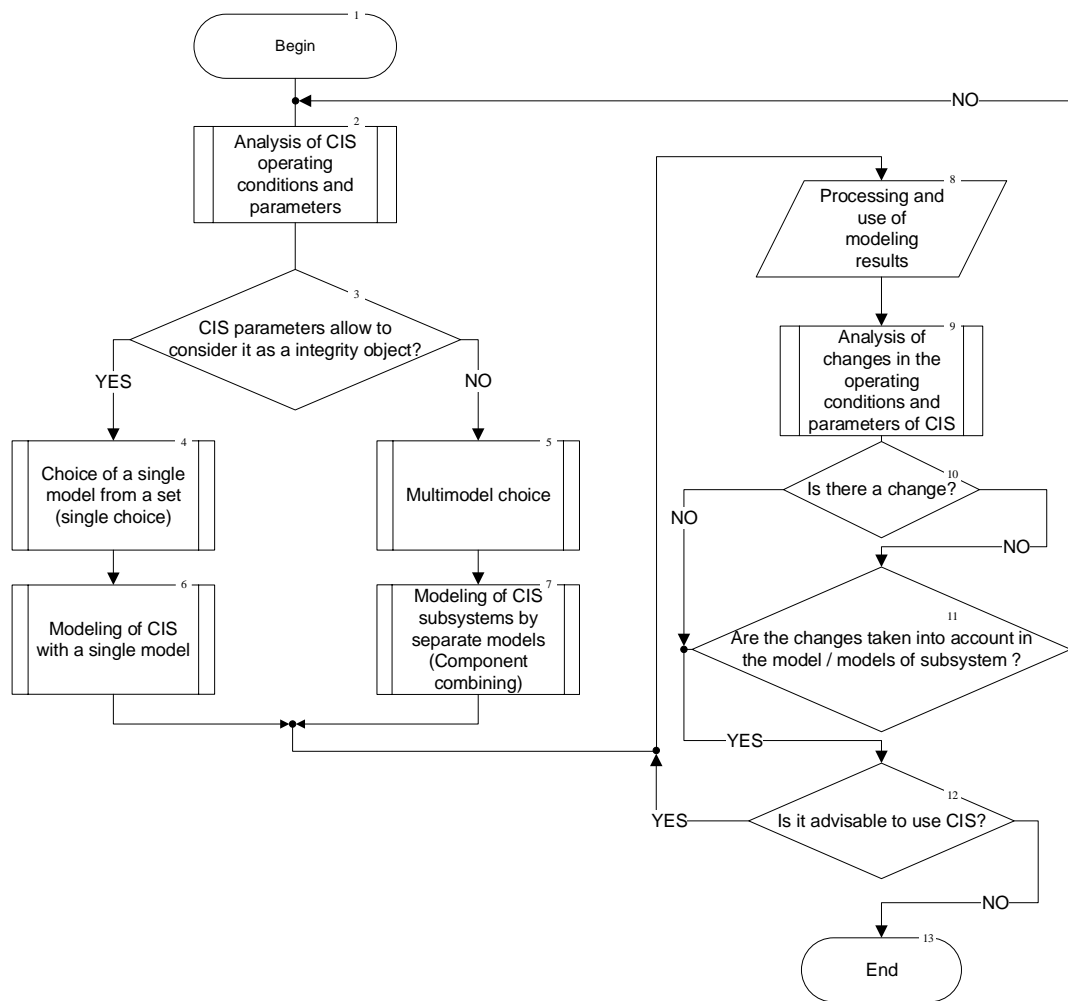 1
Begin
NO
2
Analysis of CIS
operating
conditions and
parameters
3
CIS parameters allow to
consider it as a integrity object?
YES
NO
4
Choice of a single
model from a set
(single choice)
5
Multimodel choice
6
Modeling of CIS
with a single model
7
Modeling of CIS
subsystems by
separate models
(Component
combining)
8
Processing and
use of
modeling
results
9
Analysis of
changes in the
operating
conditions and
parameters of CIS
10
Is there a change?
NO
NO
11
Are the changes taken into account in
the model / models of subsystem ?
YES
12
Is it advisable to use CIS?
YES
NO
13
End